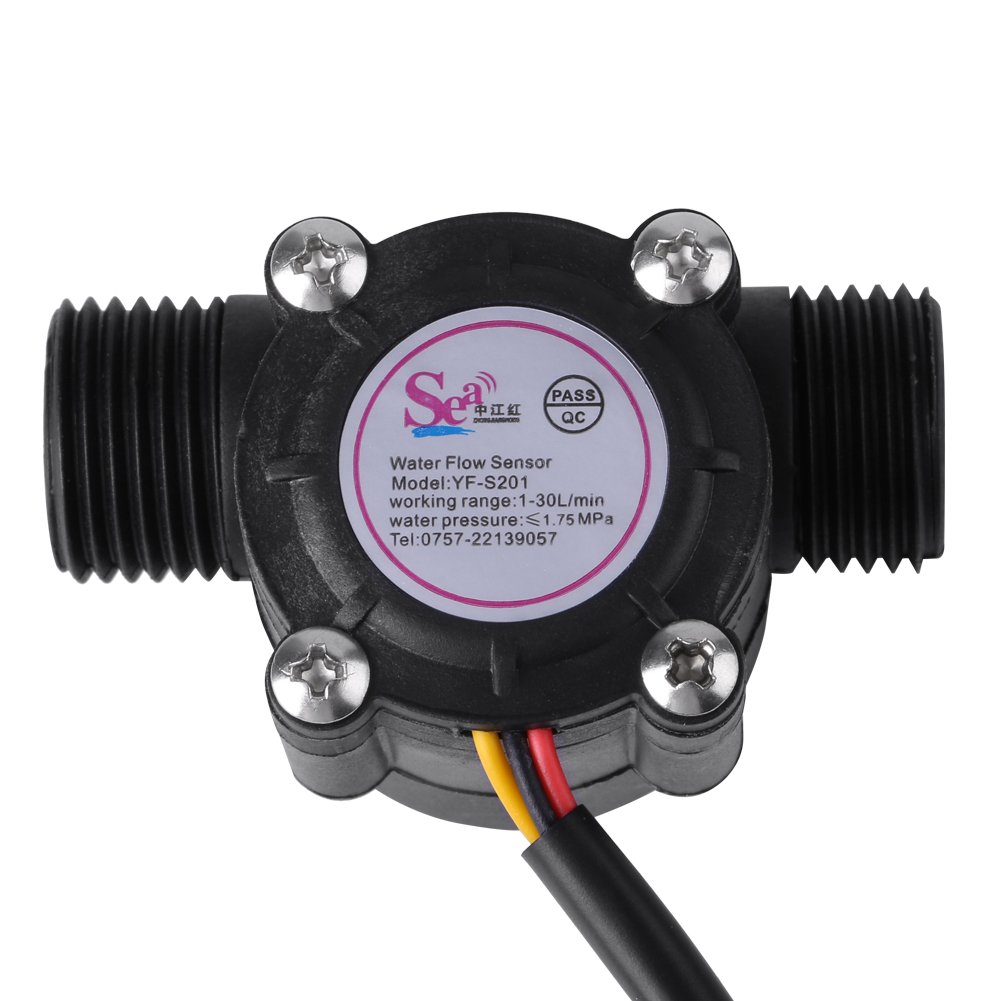 Sea 中江红
PASS
QC
Water Flow Sensor
Model:YF-S201
working range:1-30L/min
water pressure:≤1.75MPa
Tel:0757-22139057